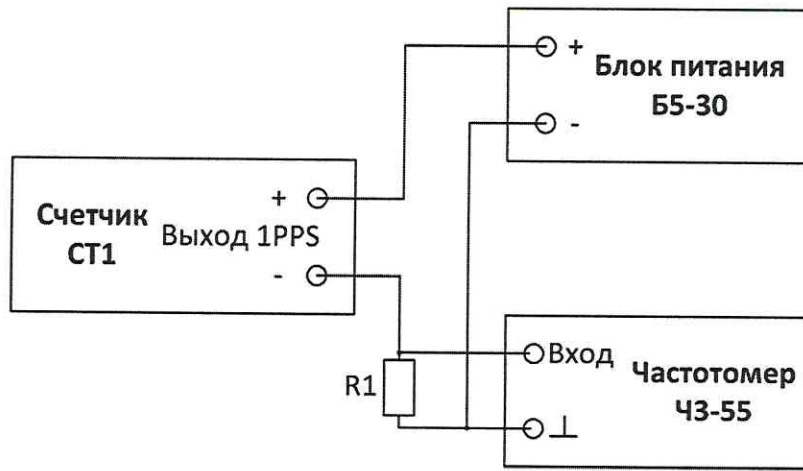 +
Блок питания
Б5-30
-
Счетчик
СТ1
+
Выход 1PPS
-
R1
Вход
Частотомер
Ч3-55
⊥